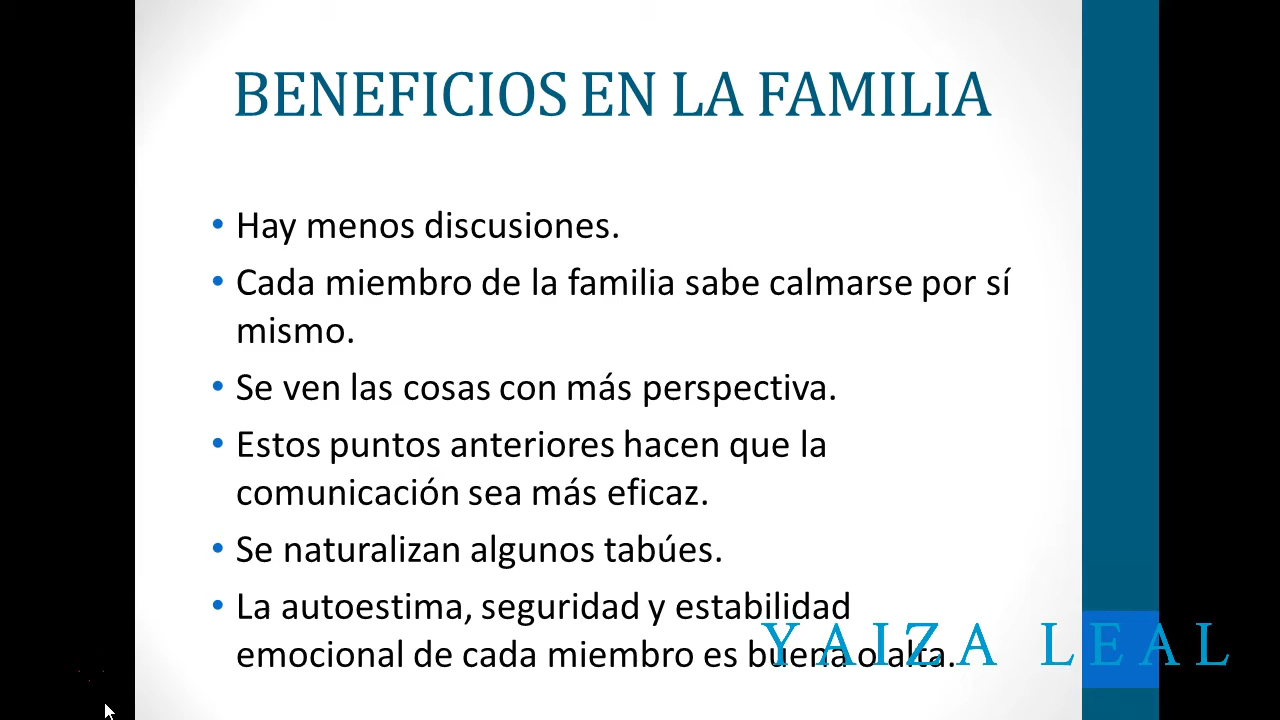 BENEFICIOS EN LA FAMILIA
• Hay menos discusiones.
• Cada miembro de la familia sabe calmarse por sí
mismo.
• Se ven las cosas con más perspectiva.
• Estos puntos anteriores hacen que la
comunicación sea más eficaz.
• Se naturalizan algunos tabúes.
• La autoestima, seguridad y estabilidad
emocional de cada miembro es buena o alta.
YAIZA LEAL